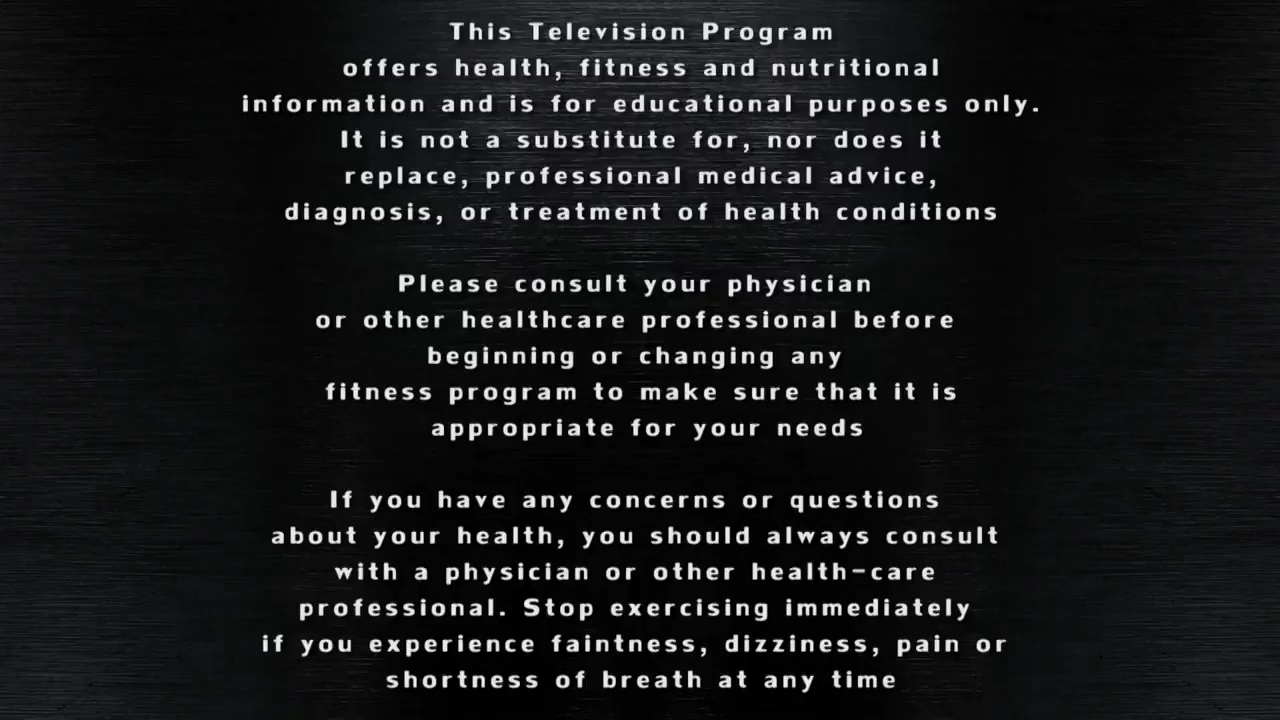 This Television Program
offers health, fitness and nutritional
information and is for educational purposes only.
It is not a substitute for, nor does it
replace, professional medical advice,
diagnosis, or treatment of health conditions
Please consult your physician
or other healthcare professional before
beginning or changing any
fitness program to make sure that it is
appropriate for your needs
If you have any concerns or questions
about your health, you should always consult
with a physician or other health-care
professional. Stop exercising immediately
if you experience faintness, dizziness, pain or
shortness of breath at any time